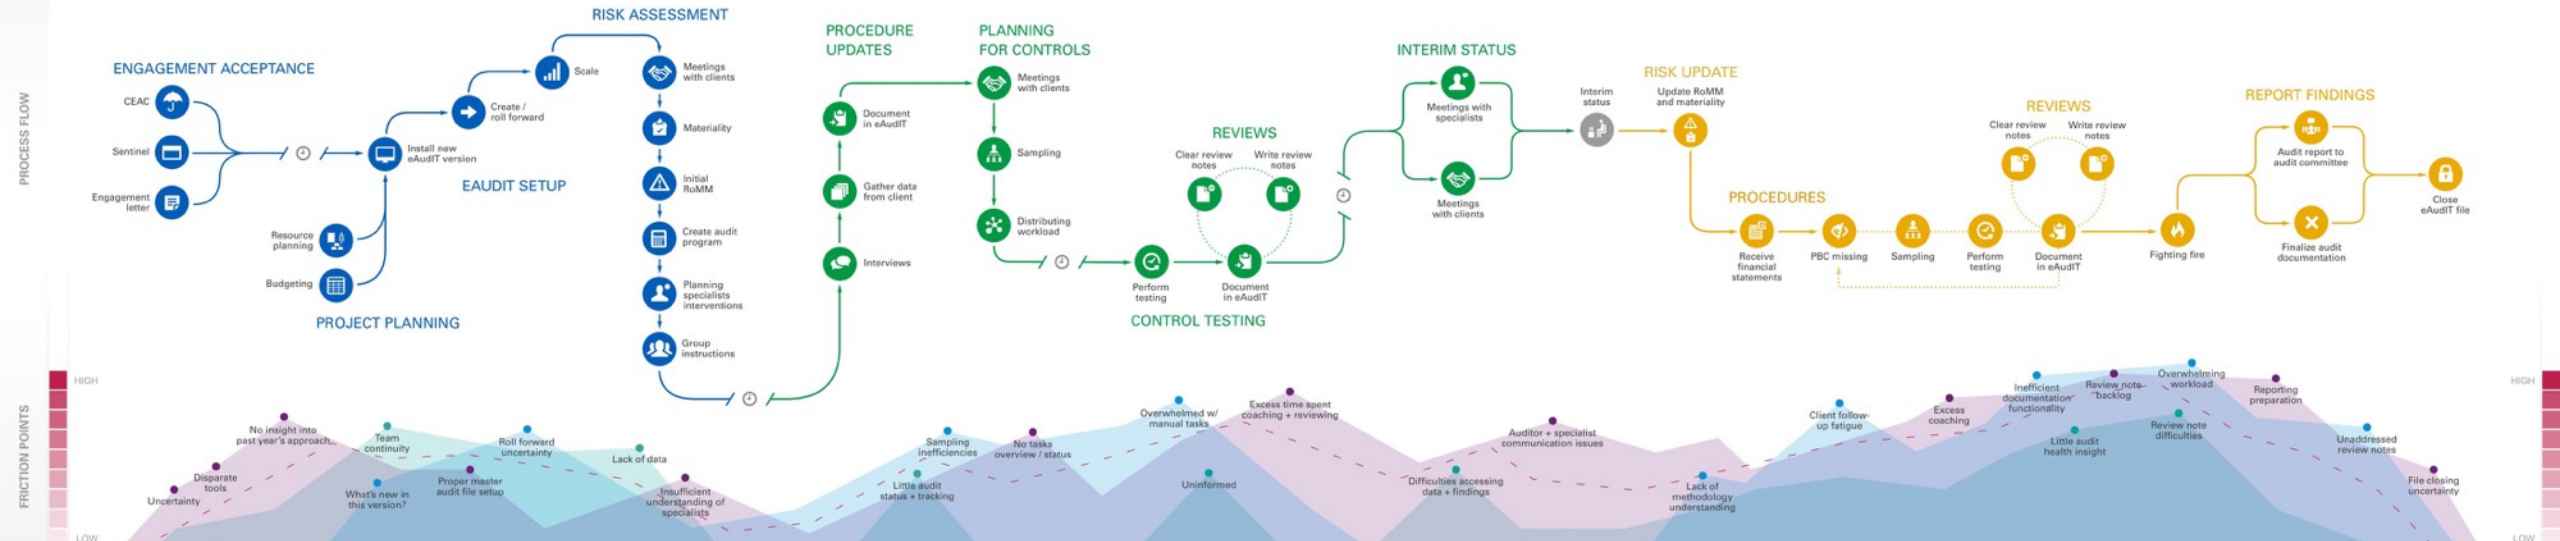 PROCESS FLOW
ENGAGEMENT ACCEPTANCE
CEAC
Sentinel
Engagement
letter
Resource
planning
Budgeting
PROJECT PLANNING
Install new
eAudIT version
EAUDIT SETUP
Create /
roll forward
Scale
RISK ASSESSMENT
Meetings
with clients
Materiality
Initial
RoMM
Create audit
program
Planning
specialists
interventions
Group
instructions
PROCEDURE
UPDATES
Document
in eAudIT
Gather data
from client
Interviews
PLANNING
FOR CONTROLS
Meetings
with clients
Sampling
Distributing
workload
REVIEWS
Clear review
notes
Write review
notes
Perform
testing
Document
in eAudIT
CONTROL TESTING
INTERIM STATUS
Meetings with
specialists
Meetings
with clients
Interim
status
RISK UPDATE
Update RoMM
and materiality
PROCEDURES
Receive
financial
statements
PBC missing
Sampling
Perform
testing
Document
in eAudIT
REVIEWS
Clear review
notes
Write review
notes
Fighting fire
REPORT FINDINGS
Audit report to
audit committee
Finalize audit
documentation
Close
eAudIT file
FRICTION POINTS
HIGH
LOW
Uncertainty
Disparate
tools
No insight into
past year's approach...
Team
continuity
What's new in
this version?
Proper master
audit file setup
Roll forward
uncertainty
Lack of data
Insufficient
understanding of
specialists
Little audit
status + tracking
Sampling
inefficiencies
No tasks
overview / status
Overwhelmed w/
manual tasks
Uninformed
Excess time spent
coaching + reviewing
Difficulties accessing
data + findings
Auditor + specialist
communication issues
Lack of
methodology
understanding
Client follow-
up fatigue
Excess
coaching
Inefficient
documentation
functionality
Little audit
health insight
Review note
backlog
Overwhelming
workload
Review note
difficulties
Reporting
preparation
Unaddressed
review notes
File closing
uncertainty
HIGH
LOW